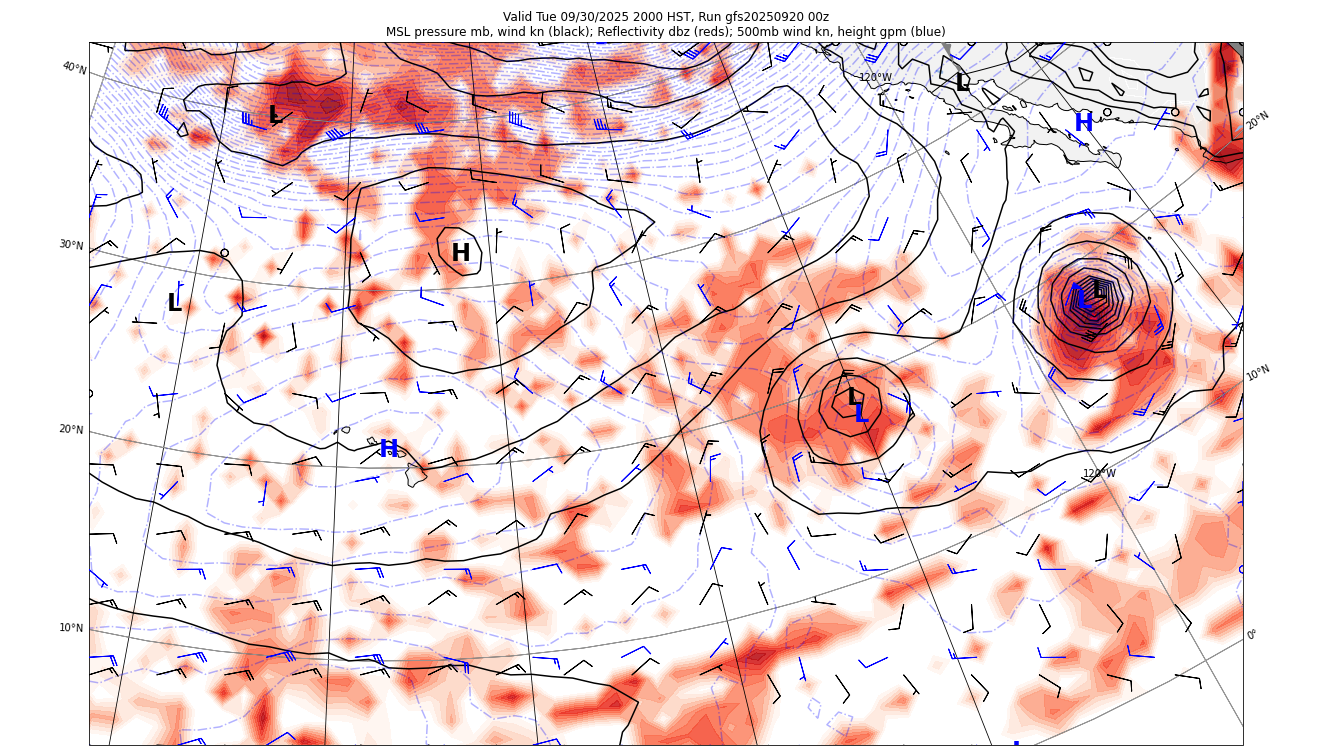 Valid Tue 09/30/2025 2000 HST, Run gfs20250920 00z
MSL pressure mb, wind kn (black); Reflectivity dbz (reds); 500mb wind kn, height gpm (blue)
40°N
120°W
L
L
H
20°N
30°N
H
L
L
L
10°N
L
L
20°N
H
120°W
10°N
0°
L